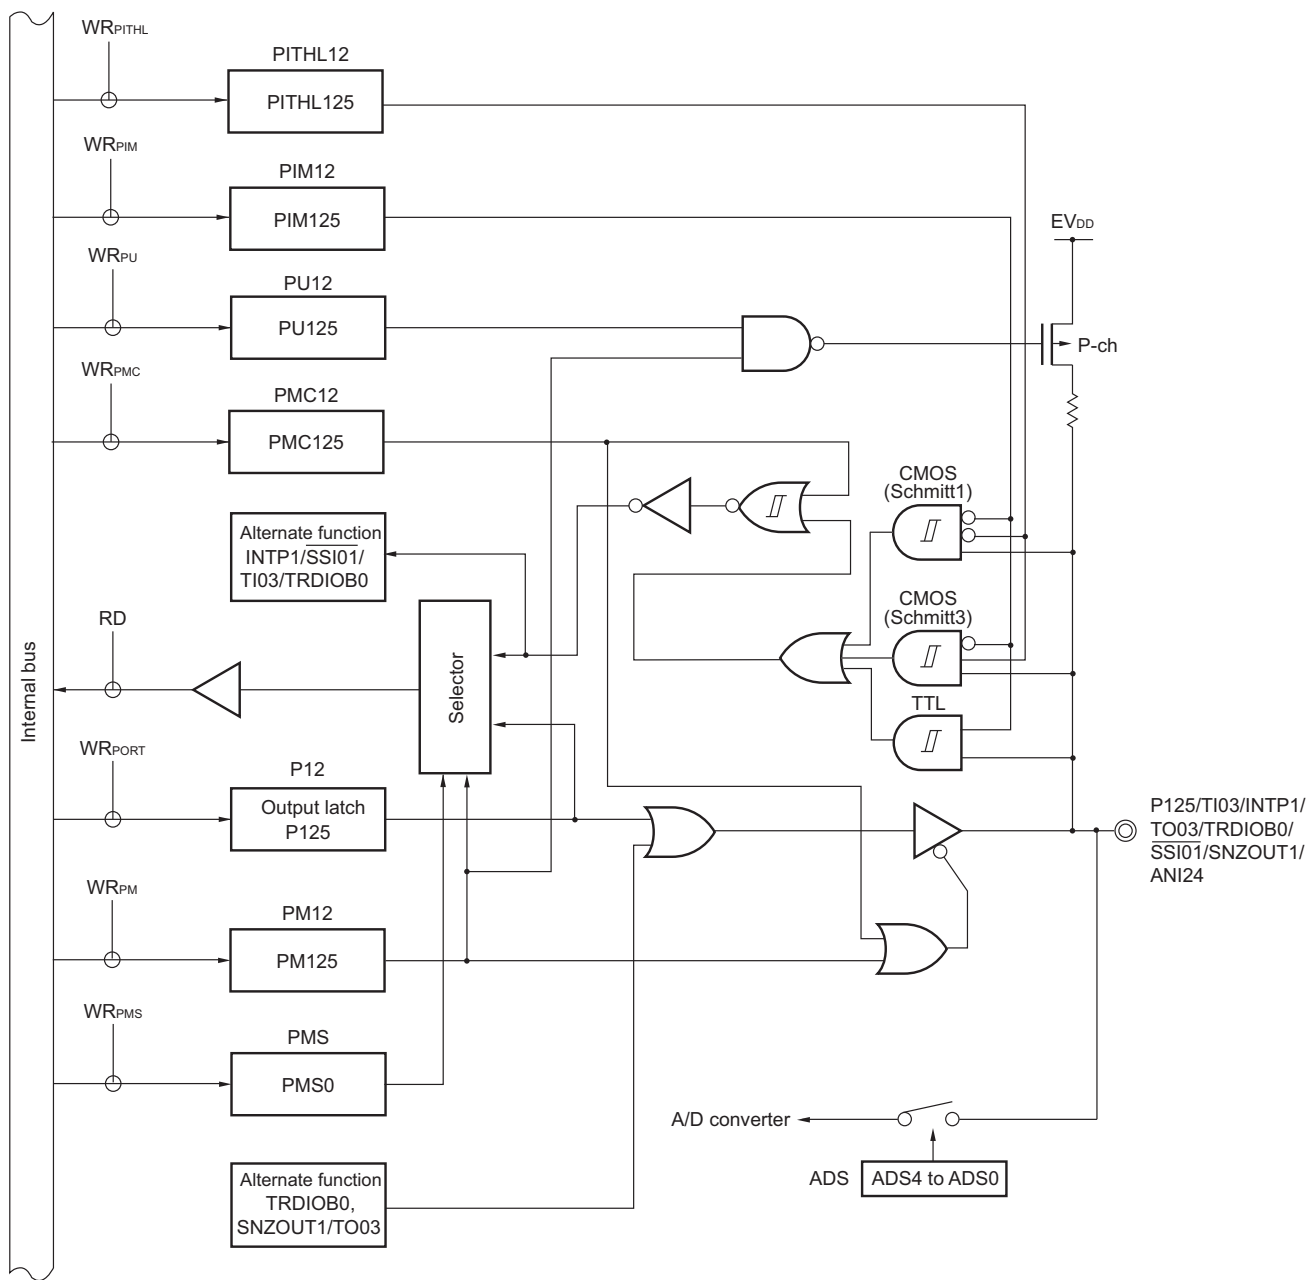 WRPITHL
PITHL12
PITHL125
WRPIM
PIM12
PIM125
EVDD
WRPU
PU12
PU125
P-ch
WRPMC
PMC12
PMC125
CMOS
(Schmitt1)
Alternate function
INTP1/SSI01/
TI03/TRDIOB0
CMOS
(Schmitt3)
RD
Internal bus
Selector
TTL
WRPORT
P12
Output latch
P125
P125/TI03/INTP1/
TO03/TRDIOB0/
SSI01/SNZOUT1/
ANI24
WRPM
PM12
PM125
WRPMS
PMS
PMS0
A/D converter
Alternate function
TRDIOB0,
SNZOUT1/TO03
ADS
ADS4 to ADS0